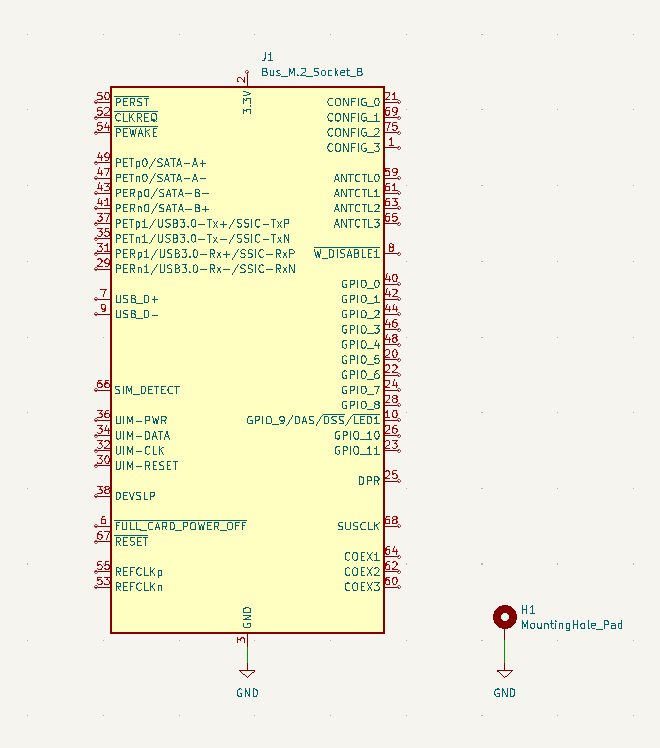 J1
Bus_M.2_Socket_B
2
3.3V
50 PERST CONFIG_0 21
52 CLKREQ CONFIG_1 69
54 PEWAKE CONFIG_2 75
CONFIG_3 1
49 PETp0/SATA-A+
47 PETn0/SATA-A- ANTCTL0 59
43 PERp0/SATA-B- ANTCTL1 61
41 PERn0/SATA-B+ ANTCTL2 63
37 PETp1/USB3.0-Tx+/SSIC-TxP ANTCTL3 65
35 PETn1/USB3.0-Tx-/SSIC-TxN
31 PERp1/USB3.0-Rx+/SSIC-RxP W_DISABLE1 8
29 PERn1/USB3.0-Rx-/SSIC-RxN
GPIO_0 40
7 USB_D+ GPIO_1 42
9 USB_D- GPIO_2 44
GPIO_3 46
GPIO_4 48
GPIO_5 20
GPIO_6 22
66 SIM_DETECT GPIO_7 24
GPIO_8 28
36 UIM-PWR GPIO_9/DAS/DSS/LED1 10
34 UIM-DATA GPIO_10 26
32 UIM-CLK GPIO_11 23
30 UIM-RESET
DPR 25
38 DEVSLP
6 FULL_CARD_POWER_OFF SUSCLK 68
67 RESET
COEX1 64
55 REFCLKp COEX2 62
53 REFCLKn COEX3 60
GND
3
GND
H1
MountingHole_Pad
GND